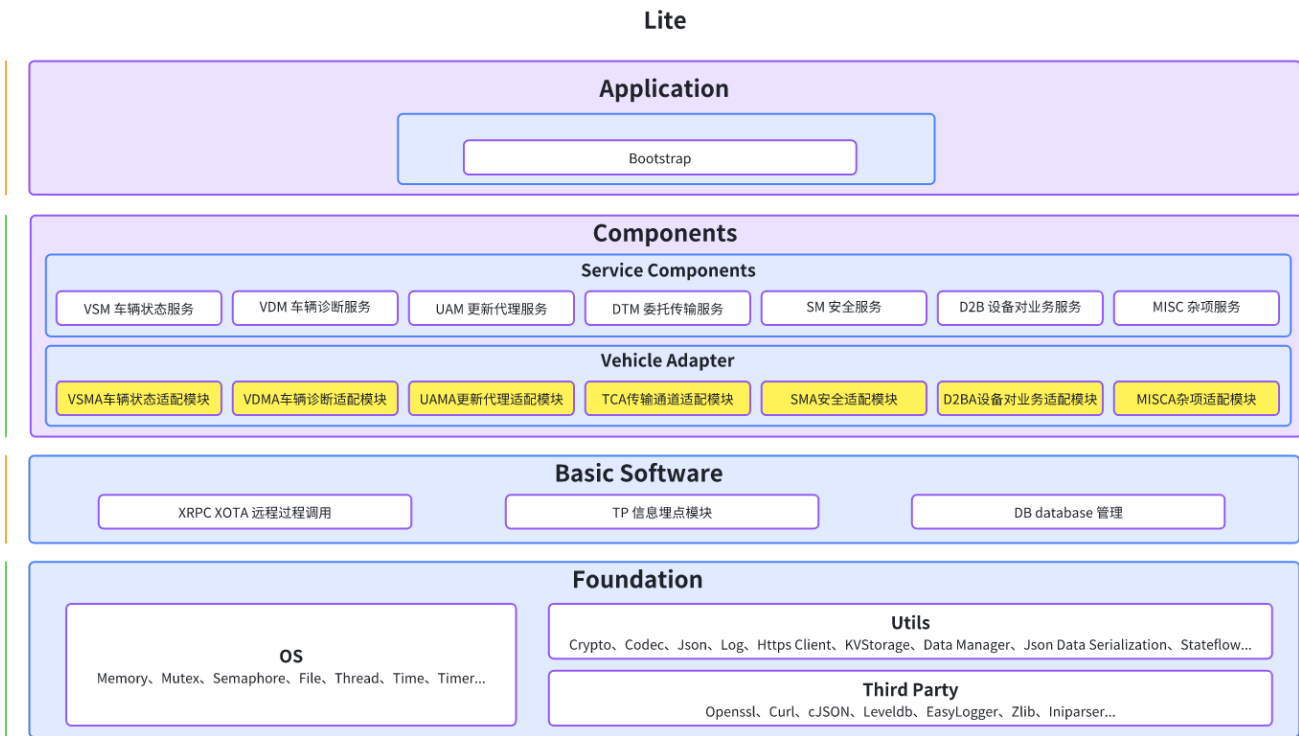 Lite
Application
Bootstrap
Components
Service Components
VSM 车辆状态服务
VDM 车辆诊断服务
UAM 更新代理服务
DTM 委托传输服务
SM 安全服务
D2B 设备对业务服务
MISC 杂项服务
Vehicle Adapter
VSMA车辆状态适配模块
VDMA车辆诊断适配模块
UAMA更新代理适配模块
TCA传输通道适配模块
SMA安全适配模块
D2BA设备对业务适配模块
MISCA杂项适配模块
Basic Software
XRPC XOTA 远程过程调用
TP 信息埋点模块
DB database 管理
Foundation
OS
Memory、Mutex、Semaphore、File、Thread、Time、Timer...
Utils
Crypto、Codec、Json、Log、Https Client、KVStorage、Data Manager、Json Data Serialization、Stateflow...
Third Party
Openssl、Curl、cJSON、Leveldb、EasyLogger、Zlib、Iniparser...